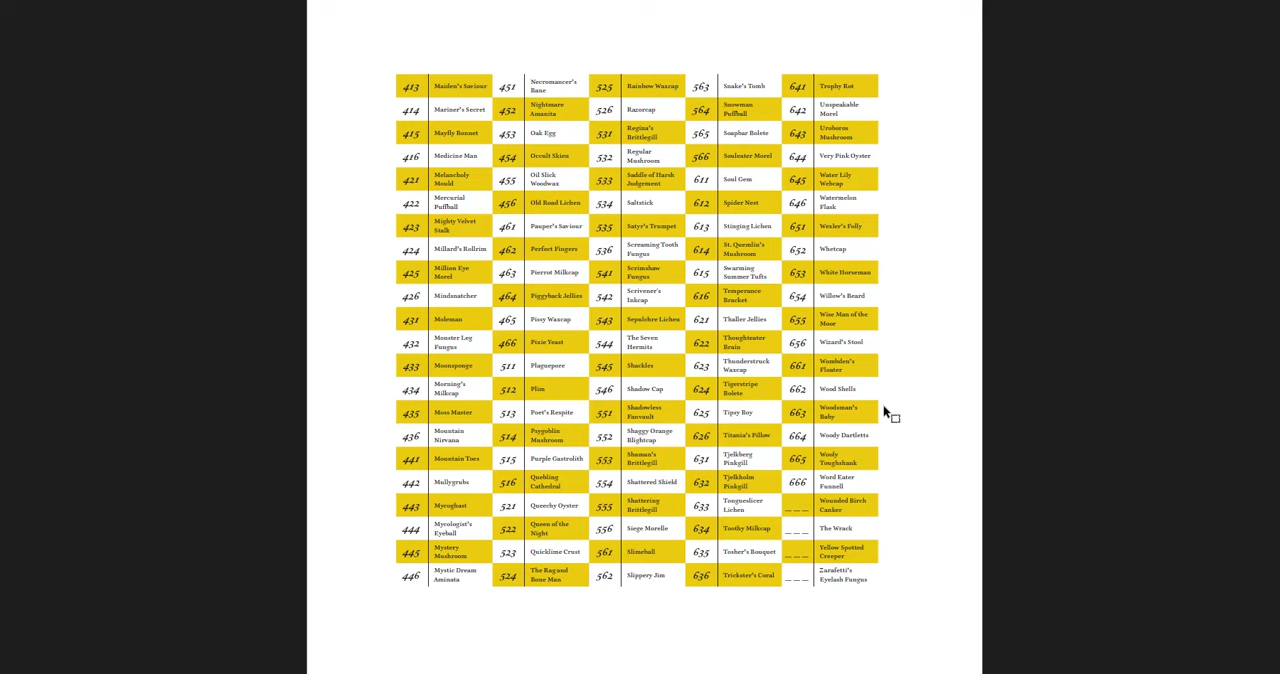 413 Maiden's Saviour
414 Mariner's Secret
415 Mayfly Bonnet
416 Medicine Man
421 Melancholy
Mould
422 Mercurial
Puffball
423 Mighty Velvet
Stalk
424 Millard's Rollrim
425 Million Eye
Morel
426 Mindsnatcher
431 Moleman
432 Monster Leg
Fungus
433 Moonsponge
434 Morning's
Milkcap
435 Moss Master
436 Mountain
Nirvana
441 Mountain Toes
442 Mullygrubs
443 Mycoghast
444 Mycologist's
Eyeball
445 Mystery
Mushroom
446 Mystic Dream
Aminata
451 Necromancer's
Bane
452 Nightmare
Amanita
453 Oak Egg
454 Occult Skien
455 Oil Slick
Woodwax
456 Old Road Lichen
461 Pauper's Saviour
462 Perfect Fingers
463 Pierrot Milkcap
464 Piggyback Jellies
465 Pissy Waxcap
466 Pixie Yeast
511 Plaguepore
512 Plim
513 Poet's Respite
514 Psygoblin
Mushroom
515 Purple Gastrolith
516 Quebling
Cathedral
521 Queechy Oyster
522 Queen of the
Night
523 Quicklime Crust
524 The Rag and
Bone Man
525 Rainbow Waxcap
526 Razorcap
531 Regina's
Brittlegill
532 Regular
Mushroom
533 Saddle of Harsh
Judgement
534 Saltstick
535 Satyr's Trumpet
536 Screaming Tooth
Fungus
541 Scrimshaw
Fungus
542 Scrivener's
Inkcap
543 Sepulchre Lichen
544 The Seven
Hermits
545 Shackles
546 Shadow Cap
551 Shadowless
Fanvault
552 Shaggy Orange
Blightcap
553 Shaman's
Brittlegill
554 Shattered Shield
555 Shattering
Brittlegill
556 Siege Morelle
561 Slimeball
562 Slippery Jim
563 Snake's Tomb
564 Snowman
Puffball
565 Soapbar Bolete
566 Souleater Morel
611 Soul Gem
612 Spider Nest
613 Stinging Lichen
614 St. Quemlin's
Mushroom
615 Swarming
Summer Tufts
616 Temperance
Bracket
621 Thaller Jellies
622 Thoughteater
Brain
623 Thunderstruck
Waxcap
624 Tigerstripe
Bolete
625 Tipsy Boy
626 Titania's Pillow
631 Tjelkberg
Pinkgill
632 Tjelkholm
Pinkgill
633 Tongueslicer
Lichen
634 Toothy Milkcap
635 Tosher's Bouquet
636 Trickster's Coral
641 Trophy Rot
642 Unspeakable
Morel
643 Uroboros
Mushroom
644 Very Pink Oyster
645 Water Lily
Webcap
646 Watermelon
Flask
651 Wexler's Folly
652 Whetcap
653 White Horseman
654 Willow's Beard
655 Wise Man of the
Moor
656 Wizard's Stool
661 Wombden's
Floater
662 Wood Shells
663 Woodsman's
Baby
664 Woody Dartletts
665 Wooly
Toughshank
666 Word Eater
Funnell
_ _ _ Wounded Birch
Canker
_ _ _ The Wrack
_ _ _ Yellow Spotted
Creeper
_ _ _ Zarafetti's
Eyelash Fungus